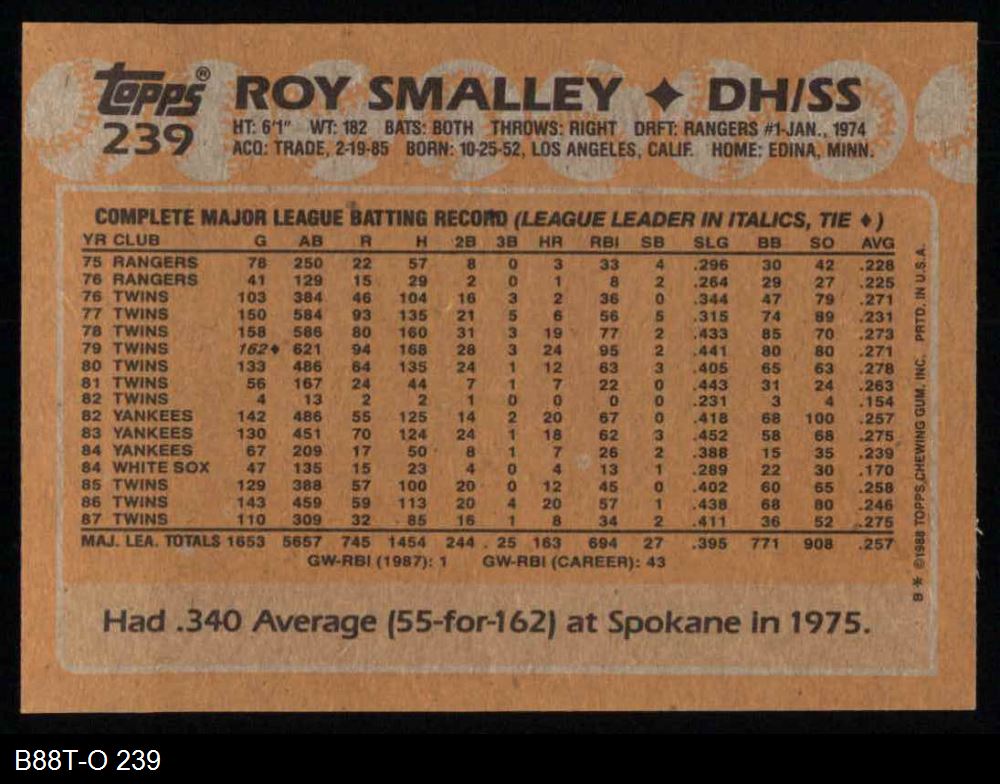 Topps® ROY SMALLEY ♦ DH/SS
239 HT: 6'1" WT: 182 BATS: BOTH THROWS: RIGHT DRFT: RANGERS #1-JAN., 1974
ACQ: TRADE, 2-19-85 BORN: 10-25-52, LOS ANGELES, CALIF. HOME: EDINA, MINN.
COMPLETE MAJOR LEAGUE BATTING RECORD (LEAGUE LEADER IN ITALICS, TIE ♦)
YR CLUB G AB R H 2B 3B HR RBI SB SLG BB SO AVG
75 RANGERS 78 250 22 57 8 0 3 33 4 .296 30 42 .228
76 RANGERS 41 129 15 29 2 0 1 8 2 .264 29 27 .225
76 TWINS 103 384 46 104 16 3 2 36 0 .344 47 79 .271
77 TWINS 150 584 93 135 21 5 6 56 5 .315 74 89 .231
78 TWINS 158 586 80 160 31 3 19 77 2 .433 85 70 .273
79 TWINS 162♦ 621 94 168 28 3 24 95 2 .441 80 80 .271
80 TWINS 133 486 64 135 24 1 12 63 3 .405 65 63 .278
81 TWINS 56 167 24 44 7 1 7 22 0 .443 31 24 .263
82 TWINS 4 13 2 2 1 0 0 0 0 .231 3 4 .154
82 YANKEES 142 486 55 125 14 2 20 67 0 .418 68 100 .257
83 YANKEES 130 451 70 124 24 1 18 62 3 .452 58 68 .275
84 YANKEES 67 209 17 50 8 1 7 26 2 .388 15 35 .239
84 WHITE SOX 47 135 15 23 4 0 4 13 1 .289 22 30 .170
85 TWINS 129 388 57 100 20 0 12 45 0 .402 60 65 .258
86 TWINS 143 459 59 113 20 4 20 57 1 .438 68 80 .246
87 TWINS 110 309 32 85 16 1 8 34 2 .411 36 52 .275
MAJ. LEA. TOTALS 1653 5657 745 1454 244 25 163 694 27 .395 771 908 .257
GW-RBI (1987): 1 GW-RBI (CAREER): 43
Had .340 Average (55-for-162) at Spokane in 1975.
B * ©1988 TOPPS CHEWING GUM, INC. PRTD. IN U.S.A.
B88T-O 239